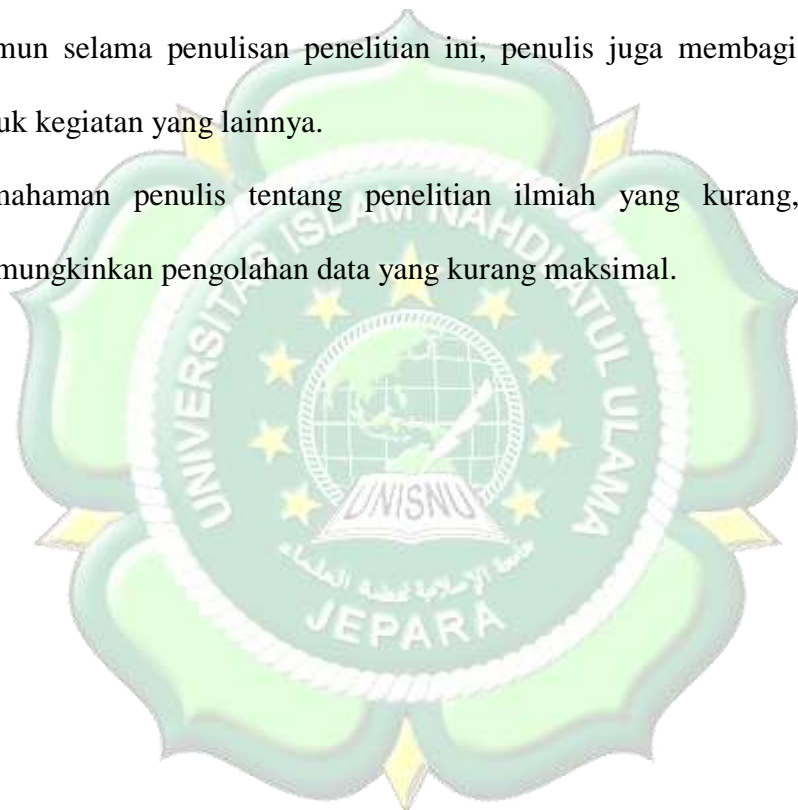 mun selama penulisan penelitian ini, penulis juga membagi
uk kegiatan yang lainnya.
nahaman penulis tentang penelitian ilmiah yang kurang,
mungkinkan pengolahan data yang kurang maksimal.
UNIVERSITAS ISLAM NAHDLATUL ULAMA
UNISNU
JEPARA